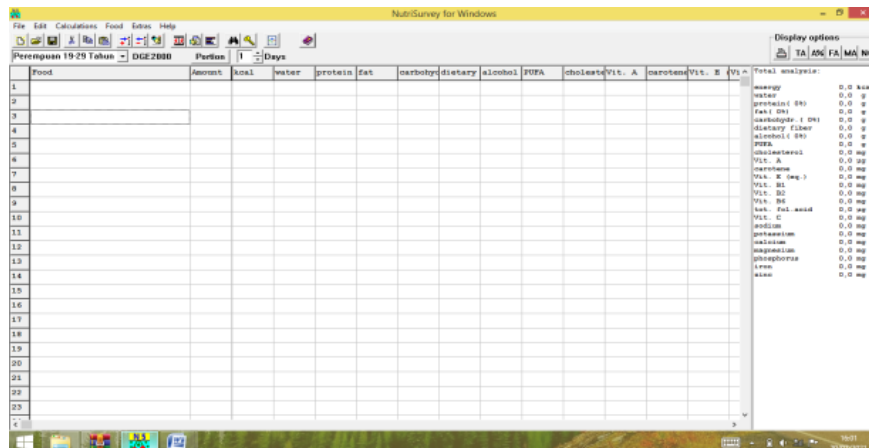 NutriSurvey for Windows
File Edit Calculations Food Extras Help
Display options
Perempuan 19-29 Tahun DGE2000 Portion 1 Days
TA A% FA MA
Food Amount kcal water protein fat carbohyd dietary alcohol PUFA choleste Vit. A carotene Vit. E Vi
Total analysis:
1
energy 0,0 kca
water 0,0 g
2
protein( 0%) 0,0 g
fat( 0%) 0,0 g
3
carbohydr.( 0%) 0,0 g
dietary fiber 0,0 g
4
alcohol( 0%) 0,0 g
5
PUFA 0,0 g
cholesterol 0,0 mg
6
Vit. A 0,0 µg
carotene 0,0 mg
7
Vit. E (eq.) 0,0 mg
8
Vit. B1 0,0 mg
Vit. B2 0,0 mg
9
Vit. B6 0,0 mg
tot. fol.acid 0,0 µg
10
Vit. C 0,0 mg
sodium 0,0 mg
11
potassium 0,0 mg
12
calcium 0,0 mg
magnesium 0,0 mg
13
phosphorus 0,0 mg
iron 0,0 mg
14
zinc 0,0 mg
15
16
17
18
19
20
21
22
23
16:01